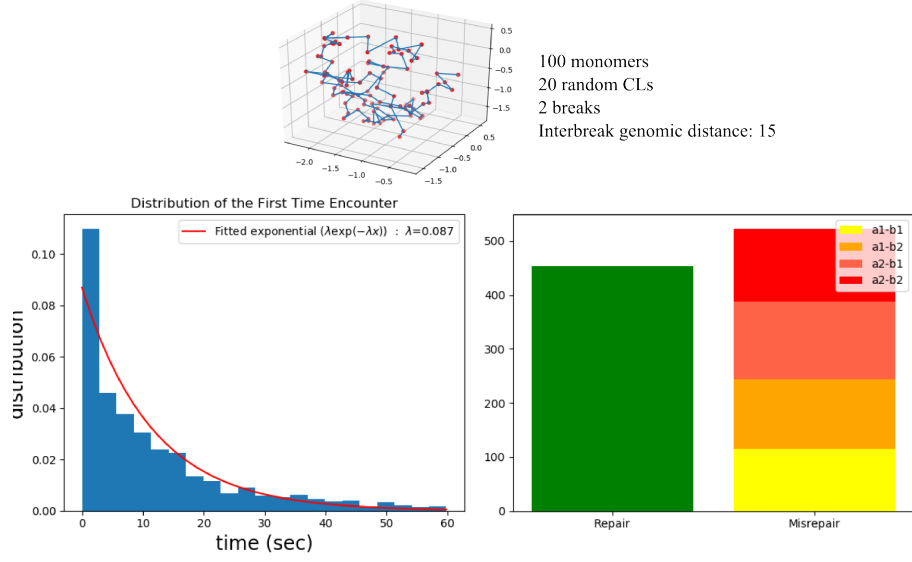 0.5
0.0
−0.5
−1.0
−1.5
0.5
0.0
−0.5
−1.0
−1.5
−2.0
−1.5
−1.0
−0.5
100 monomers
20 random CLs
2 breaks
Interbreak genomic distance: 15
Distribution of the First Time Encounter
Fitted exponential (λexp(−λx)) : λ=0.087
distribution
0.10
0.08
0.06
0.04
0.02
0.00
0 10 20 30 40 50 60
time (sec)
a1-b1
a1-b2
a2-b1
a2-b2
500
400
300
200
100
0
Repair Misrepair